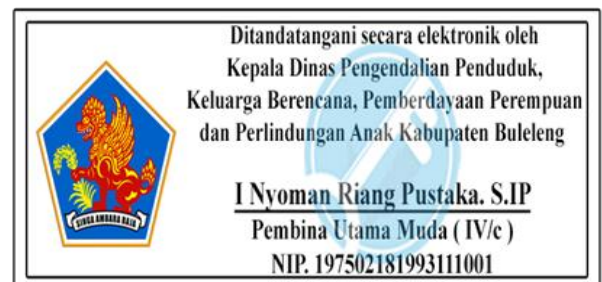 Ditandatangani secara elektronik oleh
Kepala Dinas Pengendalian Penduduk,
Keluarga Berencana, Pemberdayaan Perempuan
dan Perlindungan Anak Kabupaten Buleleng
I Nyoman Riang Pustaka. S.IP
Pembina Utama Muda ( IV/c )
NIP. 197502181993111001
SINGA AMBARA RAJA